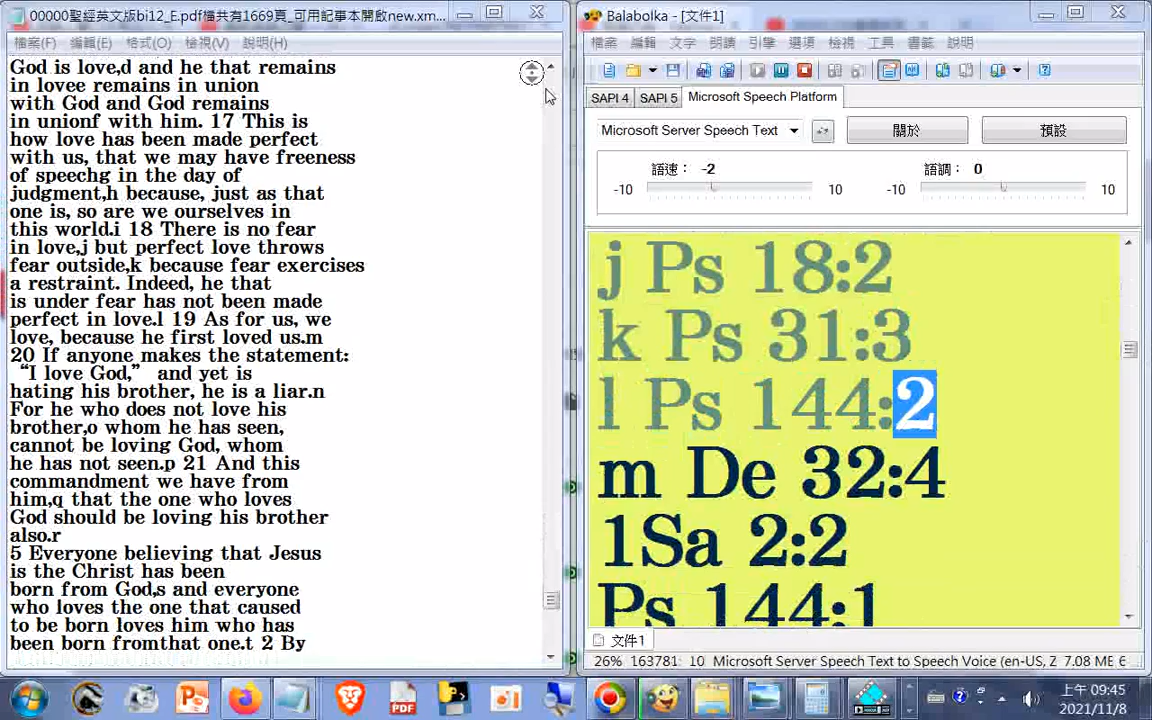 00000聖經英文版bi12_E.pdf檔共有1669頁_可用記事本開啟new.xm...
檔案(F) 編輯(E) 格式(O) 檢視(V) 說明(H)
God is love,d and he that remains
in lovee remains in union
with God and God remains
in unionf with him. 17 This is
how love has been made perfect
with us, that we may have freeness
of speechg in the day of
judgment,h because, just as that
one is, so are we ourselves in
this world.i 18 There is no fear
in love,j but perfect love throws
fear outside,k because fear exercises
a restraint. Indeed, he that
is under fear has not been made
perfect in love.l 19 As for us, we
love, because he first loved us.m
20 If anyone makes the statement:
“I love God,” and yet is
hating his brother, he is a liar.n
For he who does not love his
brother,o whom he has seen,
cannot be loving God, whom
he has not seen.p 21 And this
commandment we have from
him,q that the one who loves
God should be loving his brother
also.r
5 Everyone believing that Jesus
is the Christ has been
born from God,s and everyone
who loves the one that caused
to be born loves him who has
been born fromthat one.t 2 By
Balabolka - [文件1]
檔案 編輯 文字 朗讀 引擎 選項 檢視 工具 書籤 說明
SAPI 4 SAPI 5 Microsoft Speech Platform
Microsoft Server Speech Text 關於 預設
語速： -2 語調： 0
-10 10 -10 10
j Ps 18:2
k Ps 31:3
l Ps 144:2
m De 32:4
1Sa 2:2
Ps 144:1
文件1
26% 163781: 10 Microsoft Server Speech Text to Speech Voice (en-US, Z 7.08 ME 6
PDF
上午 09:45
2021/11/8